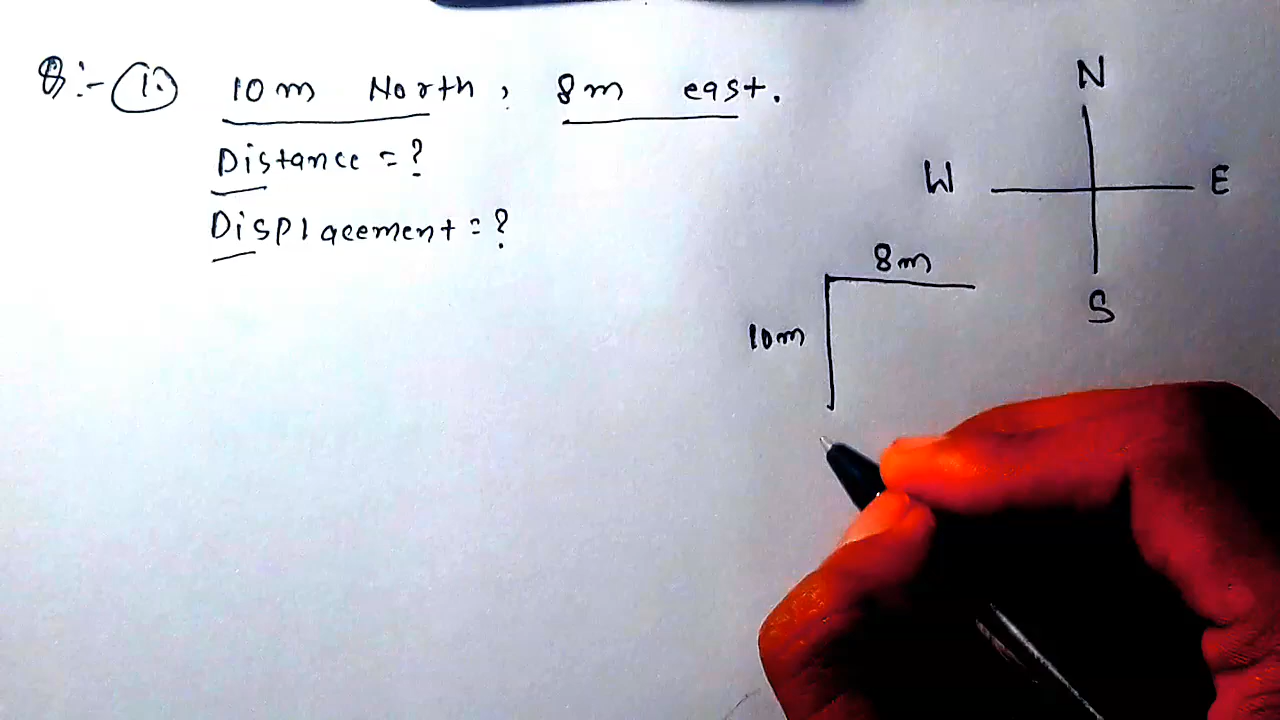 Q:- 1. 10m North, 8m east.
Distance = ?
Displacement = ?
N
W E
S
8m
10m